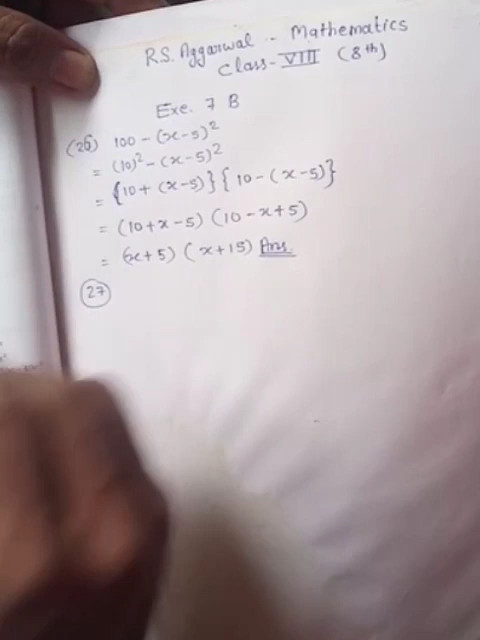 R.S. Aggarwal :- Mathematics
Class - VIII (8th)
Exe. 7 B
(26) 100 - (x-5)²
= (10)² - (x-5)²
= {10 + (x-5)} {10 - (x-5)}
= (10+x-5) (10-x+5)
= (x+5) (x+15) Ans.
27